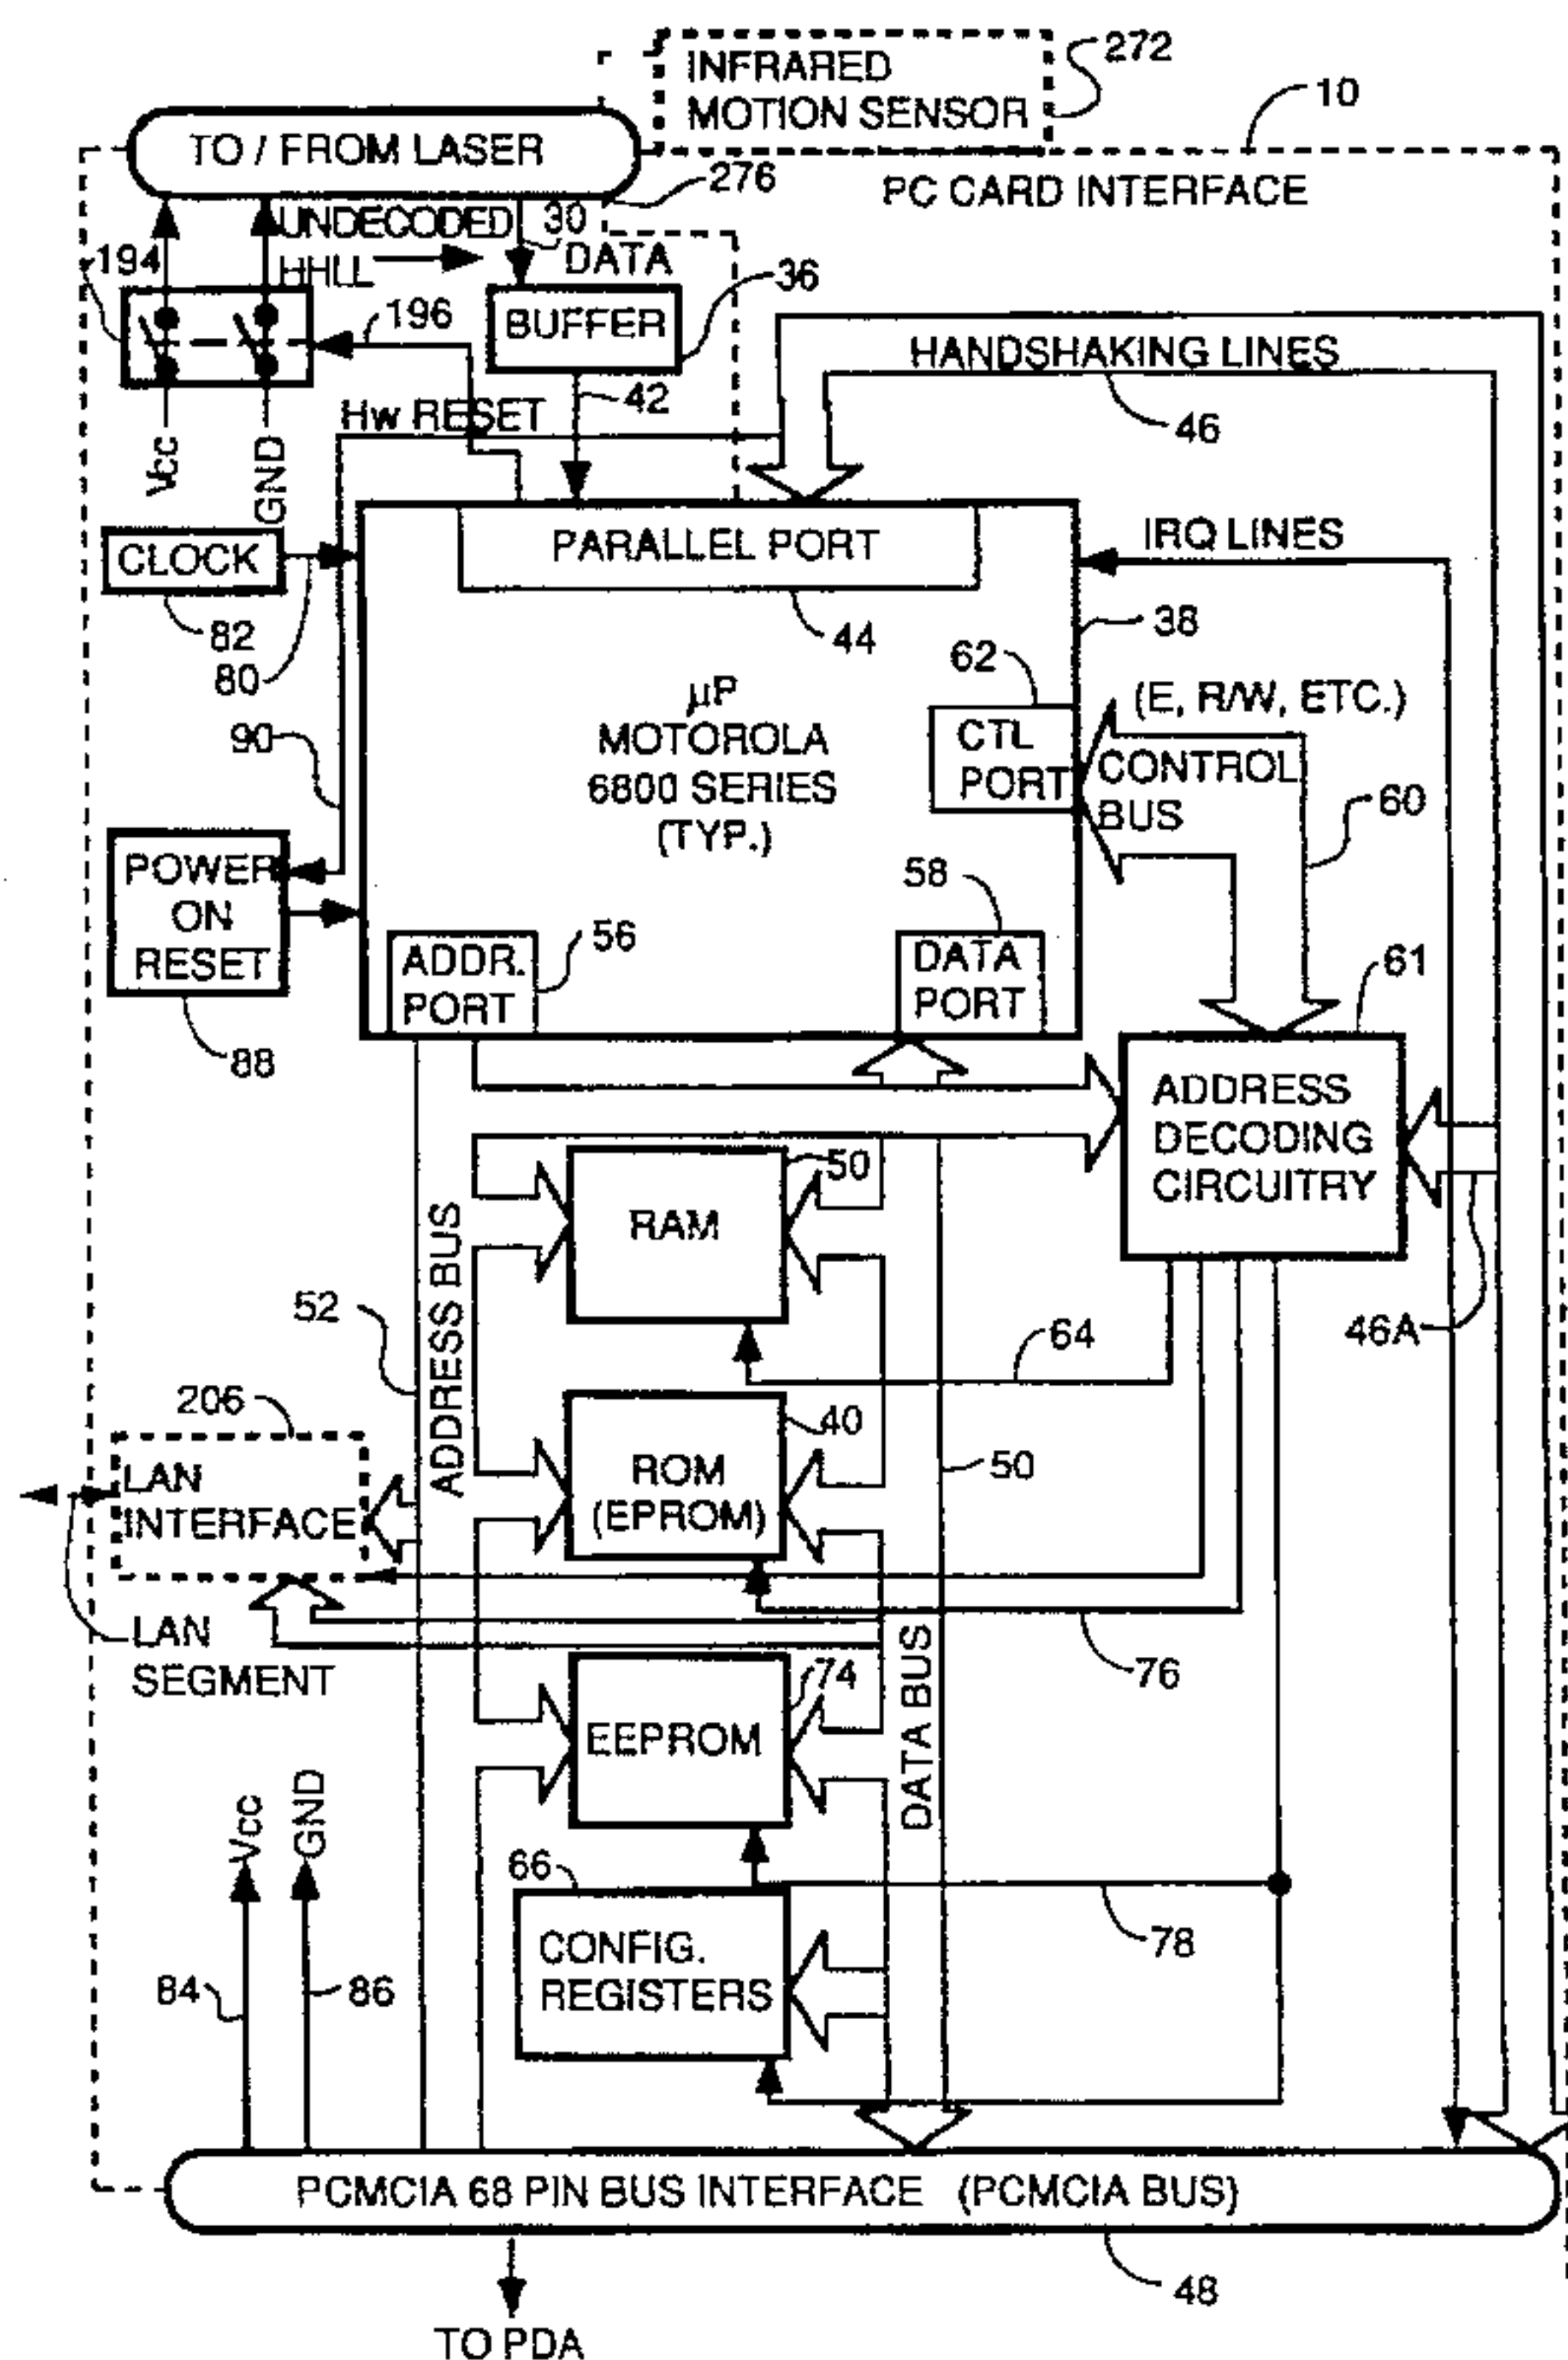 INFRARED
MOTION SENSOR
272
10
TO / FROM LASER
276
PC CARD INTERFACE
UNDECODED
30
194
HHLL
DATA
36
196
BUFFER
HANDSHAKING LINES
42
Hw RESET
46
Vcc
GND
PARALLEL PORT
IRQ LINES
CLOCK
82
44
38
80
62
µP
MOTOROLA
6800 SERIES
(TYP.)
(E, R/W, ETC.)
90
CTL
PORT
CONTROL
BUS
60
POWER
ON
RESET
58
56
61
ADDR.
PORT
DATA
PORT
88
ADDRESS
DECODING
CIRCUITRY
50
RAM
52
ADDRESS BUS
64
46A
206
40
LAN
INTERFACE
ROM
(EPROM)
50
LAN
SEGMENT
76
74
EEPROM
DATA BUS
Vcc
GND
66
78
CONFIG.
REGISTERS
84
86
PCMCIA 68 PIN BUS INTERFACE (PCMCIA BUS)
48
TO PDA